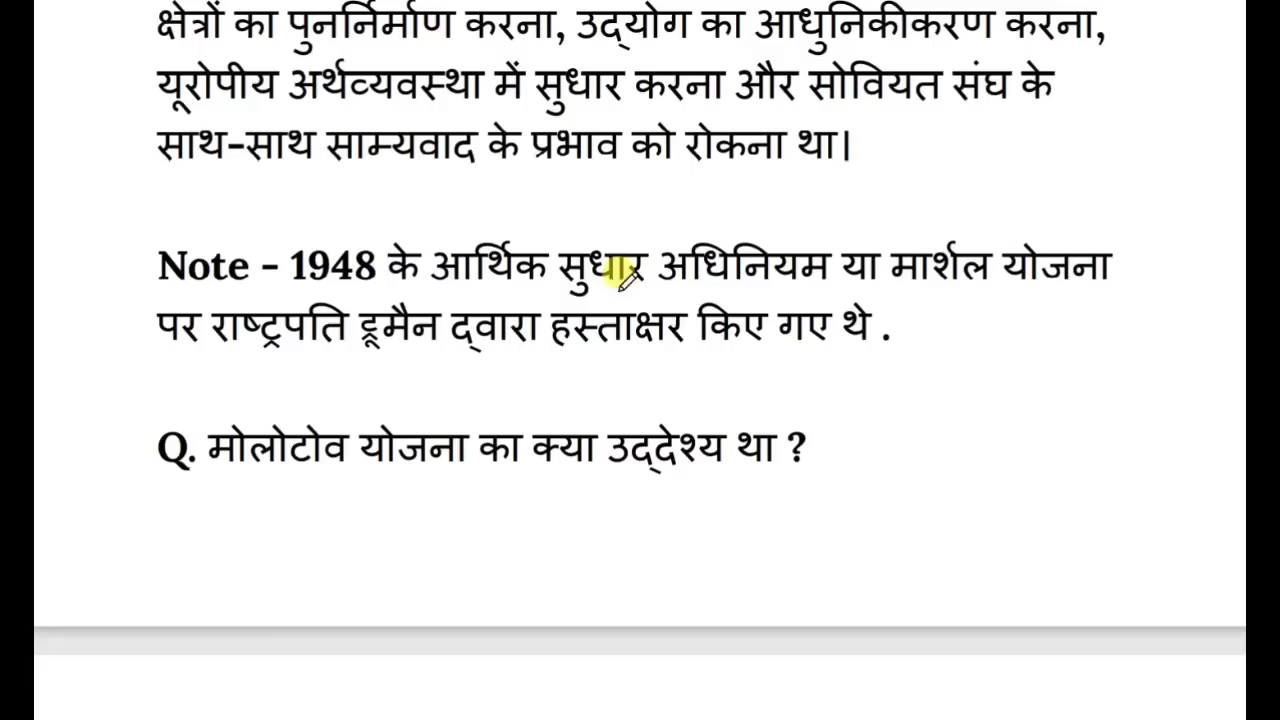 क्षेत्रों का पुनर्निर्माण करना, उद्योग का आधुनिकीकरण करना,
यूरोपीय अर्थव्यवस्था में सुधार करना और सोवियत संघ के
साथ-साथ साम्यवाद के प्रभाव को रोकना था।
Note - 1948 के आर्थिक सुधार अधिनियम या मार्शल योजना
पर राष्ट्रपति ड्रूमैन द्वारा हस्ताक्षर किए गए थे .
Q. मोलोटोव योजना का क्या उद्देश्य था ?